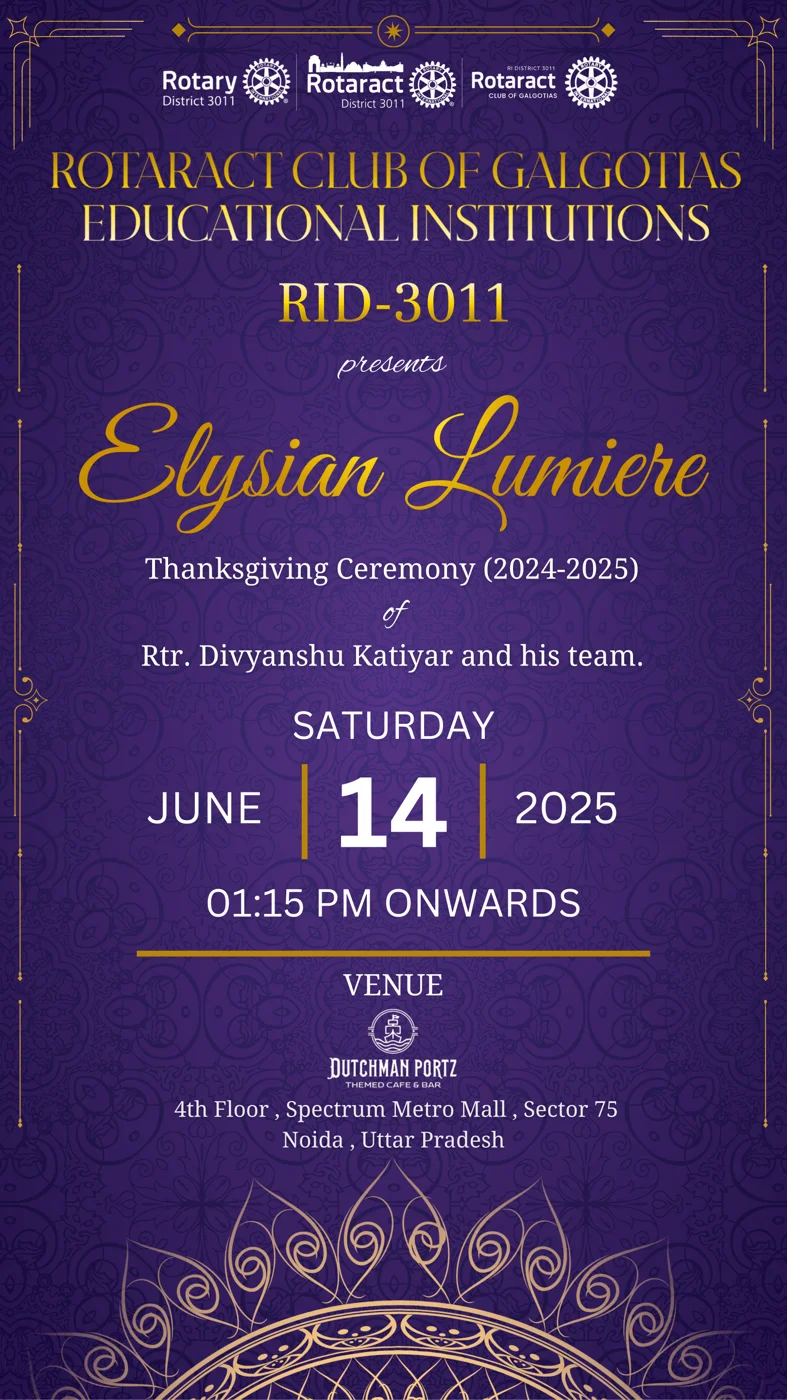 Rotary
District 3011
Rotaract
District 3011
RI DISTRICT 3011
Rotaract
CLUB OF GALGOTIAS
ROTARACT CLUB OF GALGOTIAS
EDUCATIONAL INSTITUTIONS
RID-3011
presents
Elysian Lumiere
Thanksgiving Ceremony (2024-2025)
of
Rtr. Divyanshu Katiyar and his team.
SATURDAY
JUNE 14 2025
01:15 PM ONWARDS
VENUE
DUTCHMAN PORTZ
THEMED CAFE & BAR
4th Floor , Spectrum Metro Mall , Sector 75
Noida , Uttar Pradesh